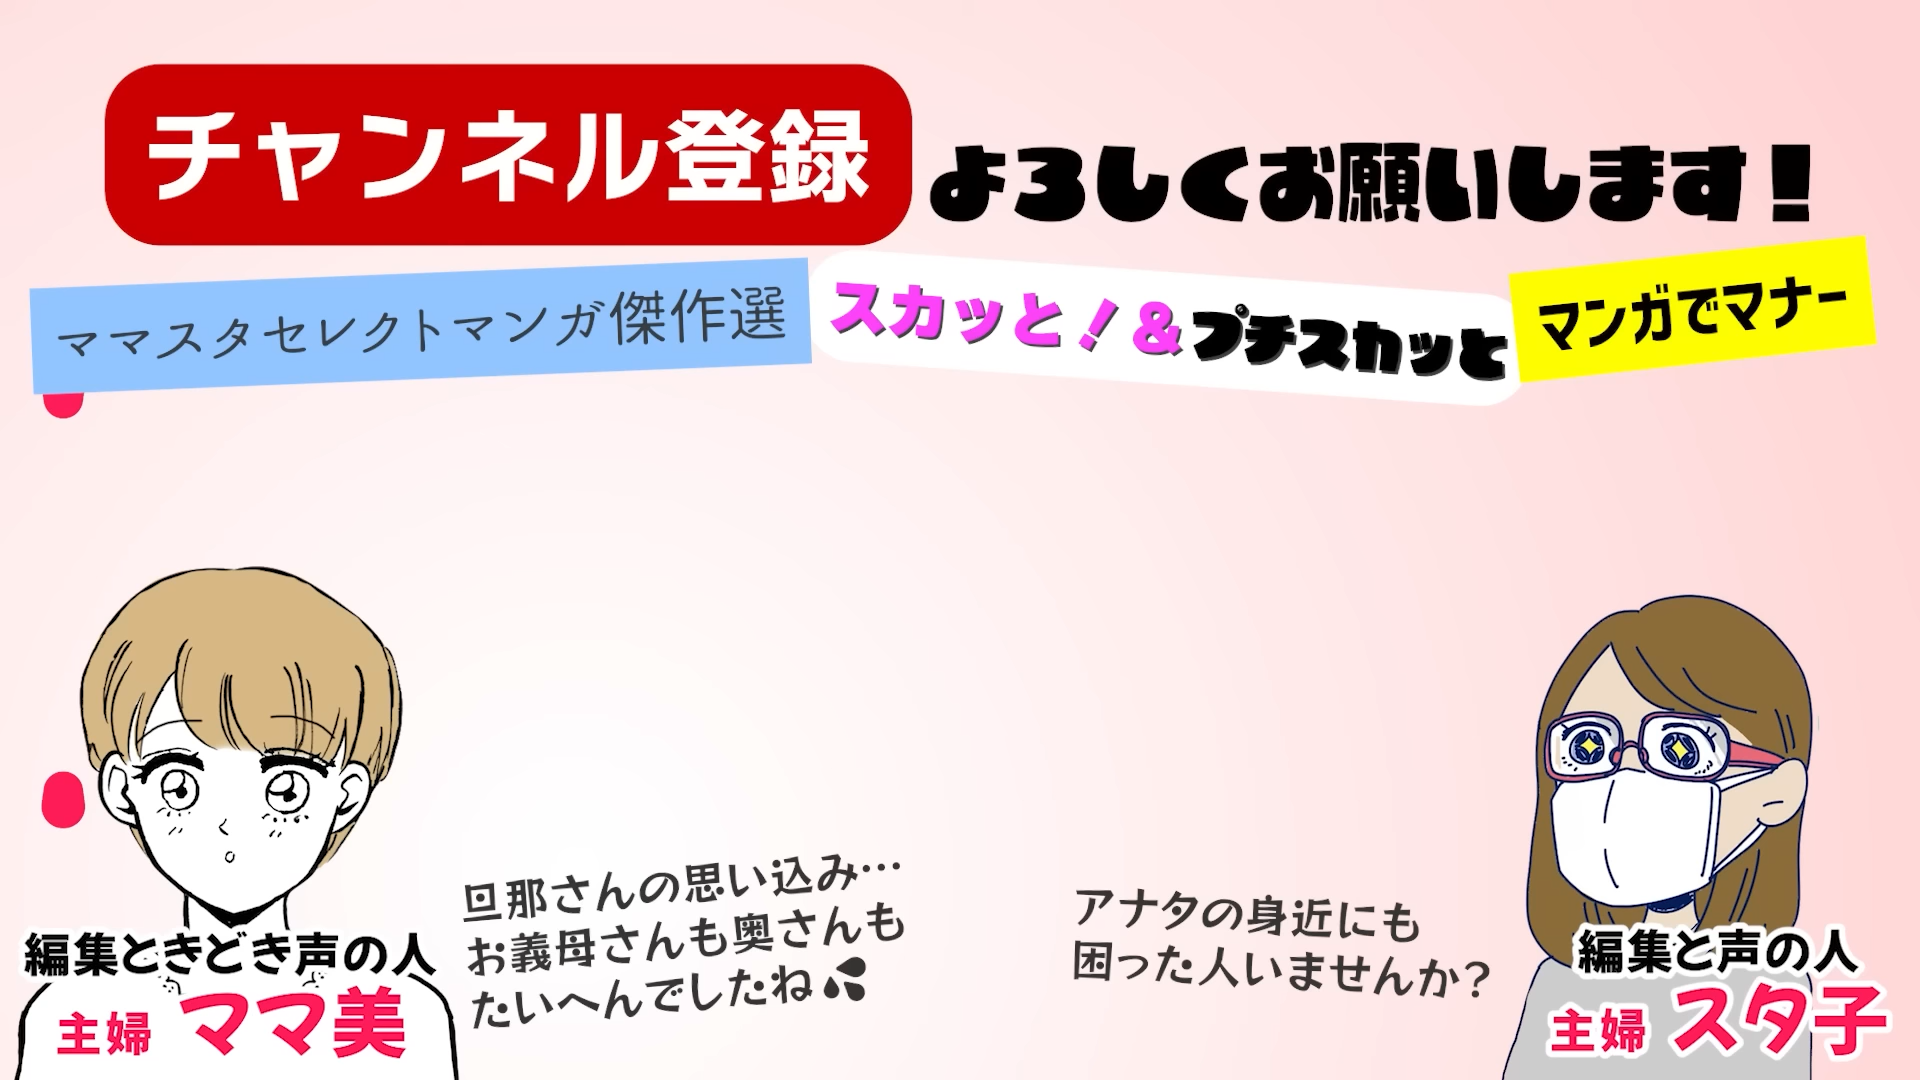 チャンネル登録 よろしくお願いします！
ママスタセレクトマンガ傑作選 スカッと！&プチスカッと マンガでマナー
旦那さんの思い込み…
お義母さんも奥さんも
たいへんでしたね💦
アナタの身近にも
困った人いませんか？
編集ときどき声の人
主婦 ママ美
編集と声の人
主婦 スタ子